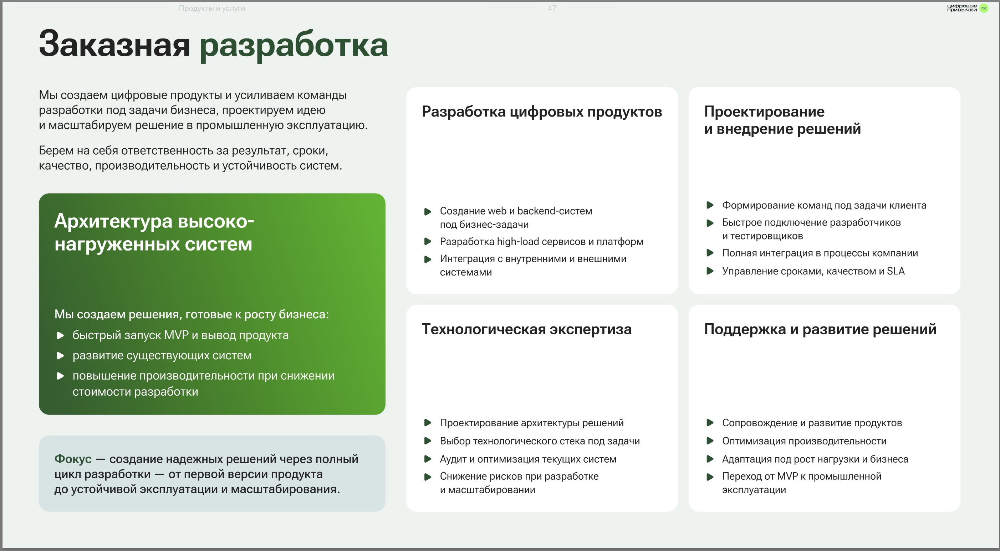 Продукты и услуги
47
цифровые
привычки
ГК
Заказная разработка
Мы создаем цифровые продукты и усиливаем команды
разработки под задачи бизнеса, проектируем идею
и масштабируем решение в промышленную эксплуатацию.
Берем на себя ответственность за результат, сроки,
качество, производительность и устойчивость систем.
Архитектура высоко-
нагруженных систем
Мы создаем решения, готовые к росту бизнеса:
быстрый запуск MVP и вывод продукта
развитие существующих систем
повышение производительности при снижении
стоимости разработки
Фокус — создание надежных решений через полный
цикл разработки — от первой версии продукта
до устойчивой эксплуатации и масштабирования.
Разработка цифровых продуктов
Создание web и backend-систем
под бизнес-задачи
Разработка high-load сервисов и платформ
Интеграция с внутренними и внешними
системами
Проектирование
и внедрение решений
Формирование команд под задачи клиента
Быстрое подключение разработчиков
и тестировщиков
Полная интеграция в процессы компании
Управление сроками, качеством и SLA
Технологическая экспертиза
Проектирование архитектуры решений
Выбор технологического стека под задачи
Аудит и оптимизация текущих систем
Снижение рисков при разработке
и масштабировании
Поддержка и развитие решений
Сопровождение и развитие продуктов
Оптимизация производительности
Адаптация под рост нагрузки и бизнеса
Переход от MVP к промышленной
эксплуатации